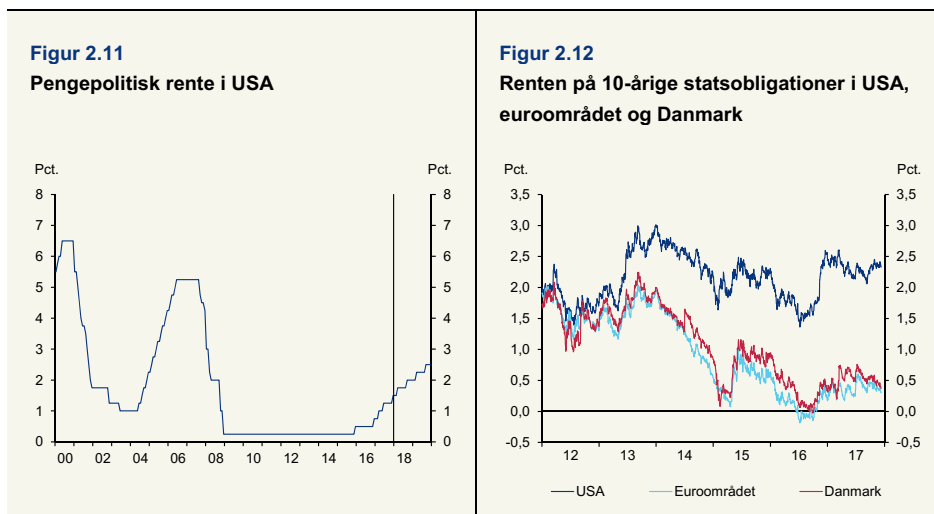 Figur 2.11
Pengepolitisk rente i USA
Pct. Pct.
8 8
7 7
6 6
5 5
4 4
3 3
2 2
1 1
0 0
00 02 04 06 08 10 12 14 16 18
Figur 2.12
Renten på 10-årige statsobligationer i USA,
euroområdet og Danmark
Pct. Pct.
3,5 3,5
3,0 3,0
2,5 2,5
2,0 2,0
1,5 1,5
1,0 1,0
0,5 0,5
0,0 0,0
-0,5 -0,5
12 13 14 15 16 17
USA Euroområdet Danmark